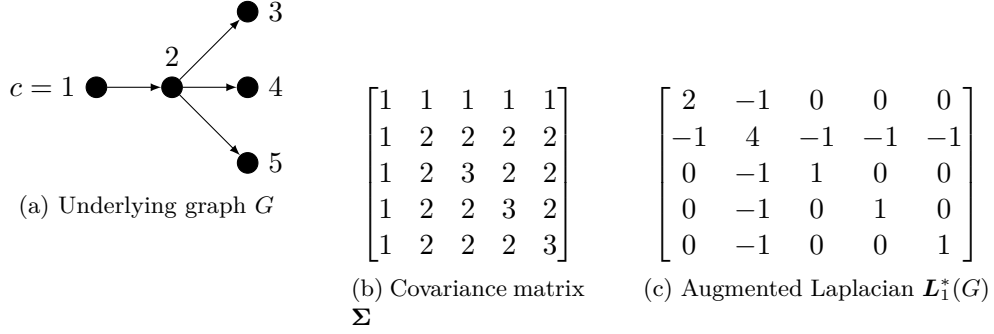 3
2
c = 1
4
5
(a) Underlying graph G
1 1 1 1 1
1 2 2 2 2
1 2 3 2 2
1 2 2 3 2
1 2 2 2 3
(b) Covariance matrix
Σ
2 −1 0 0 0
−1 4 −1 −1 −1
0 −1 1 0 0
0 −1 0 1 0
0 −1 0 0 1
(c) Augmented Laplacian L₁*(G)